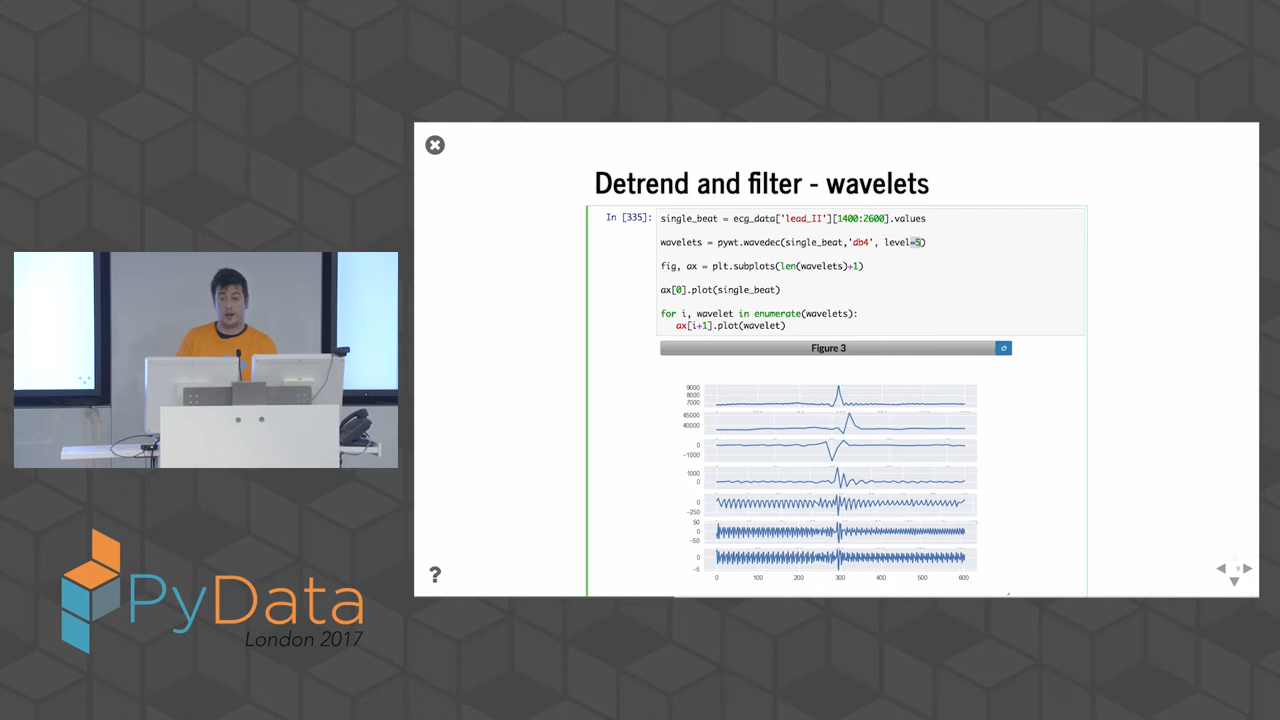 Detrend and filter - wavelets
In [335]:
single_beat = ecg_data['lead_II'][1400:2600].values
wavelets = pywt.wavedec(single_beat,'db4', level=5)
fig, ax = plt.subplots(len(wavelets)+1)
ax[0].plot(single_beat)
for i, wavelet in enumerate(wavelets):
ax[i+1].plot(wavelet)
Figure 3
9000
8000
7000
45000
40000
0
-1000
1000
0
0
-250
50
0
-50
0
-5
0 100 200 300 400 500 600
?
PyData
London 2017